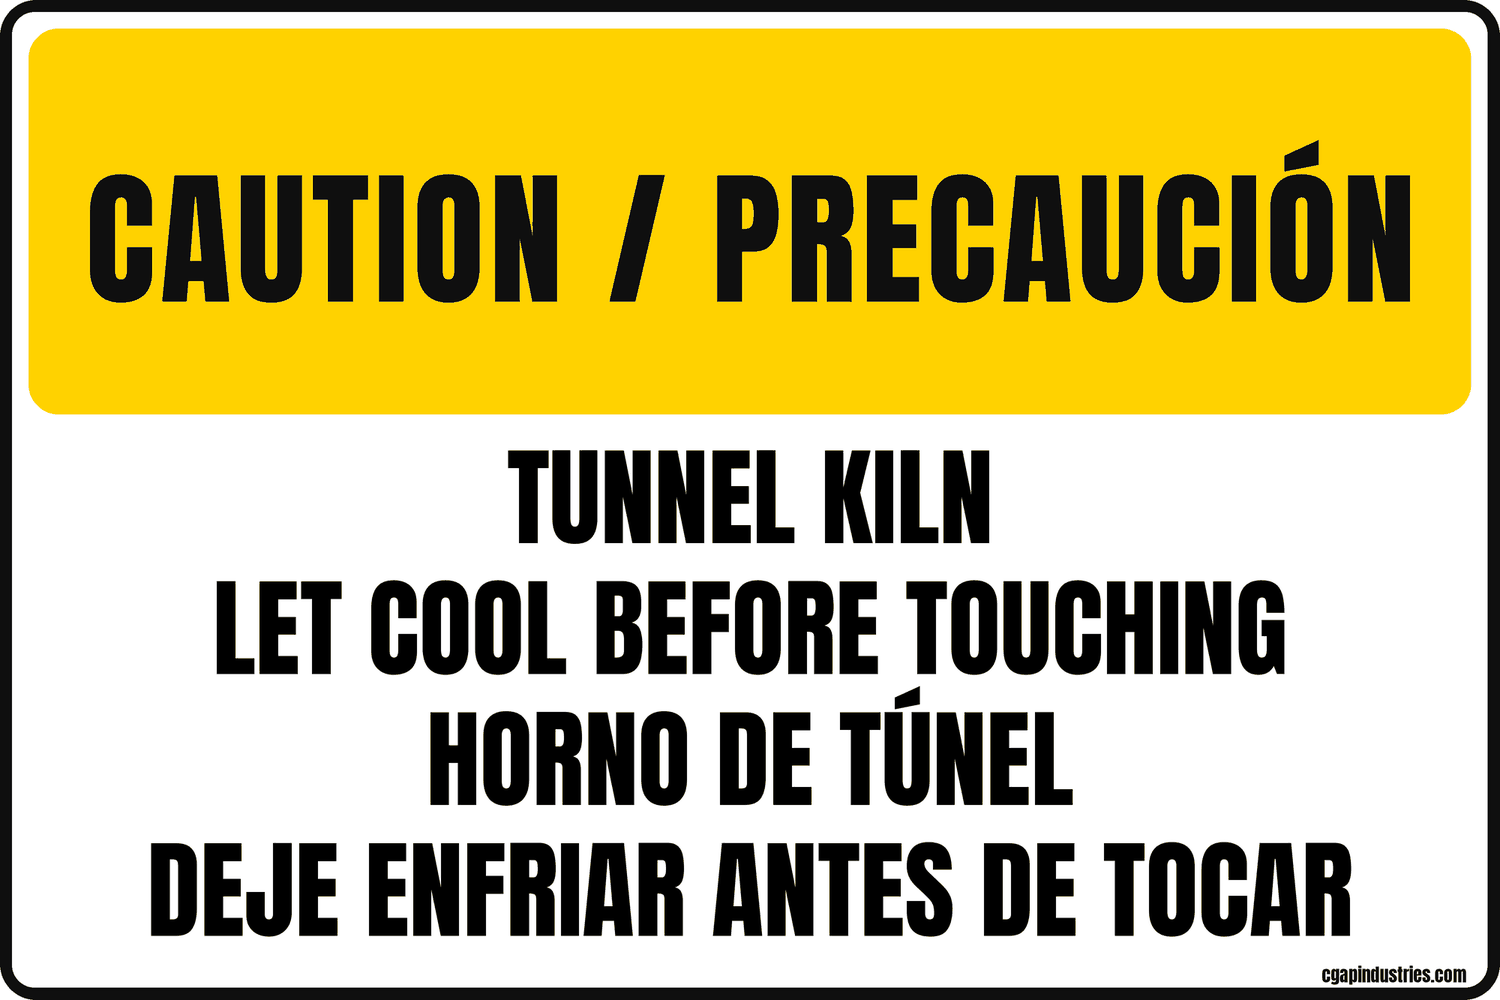 CAUTION / PRECAUCIÓN
TUNNEL KILN
LET COOL BEFORE TOUCHING
HORNO DE TÚNEL
DEJE ENFRIAR ANTES DE TOCAR
cgapindustries.com